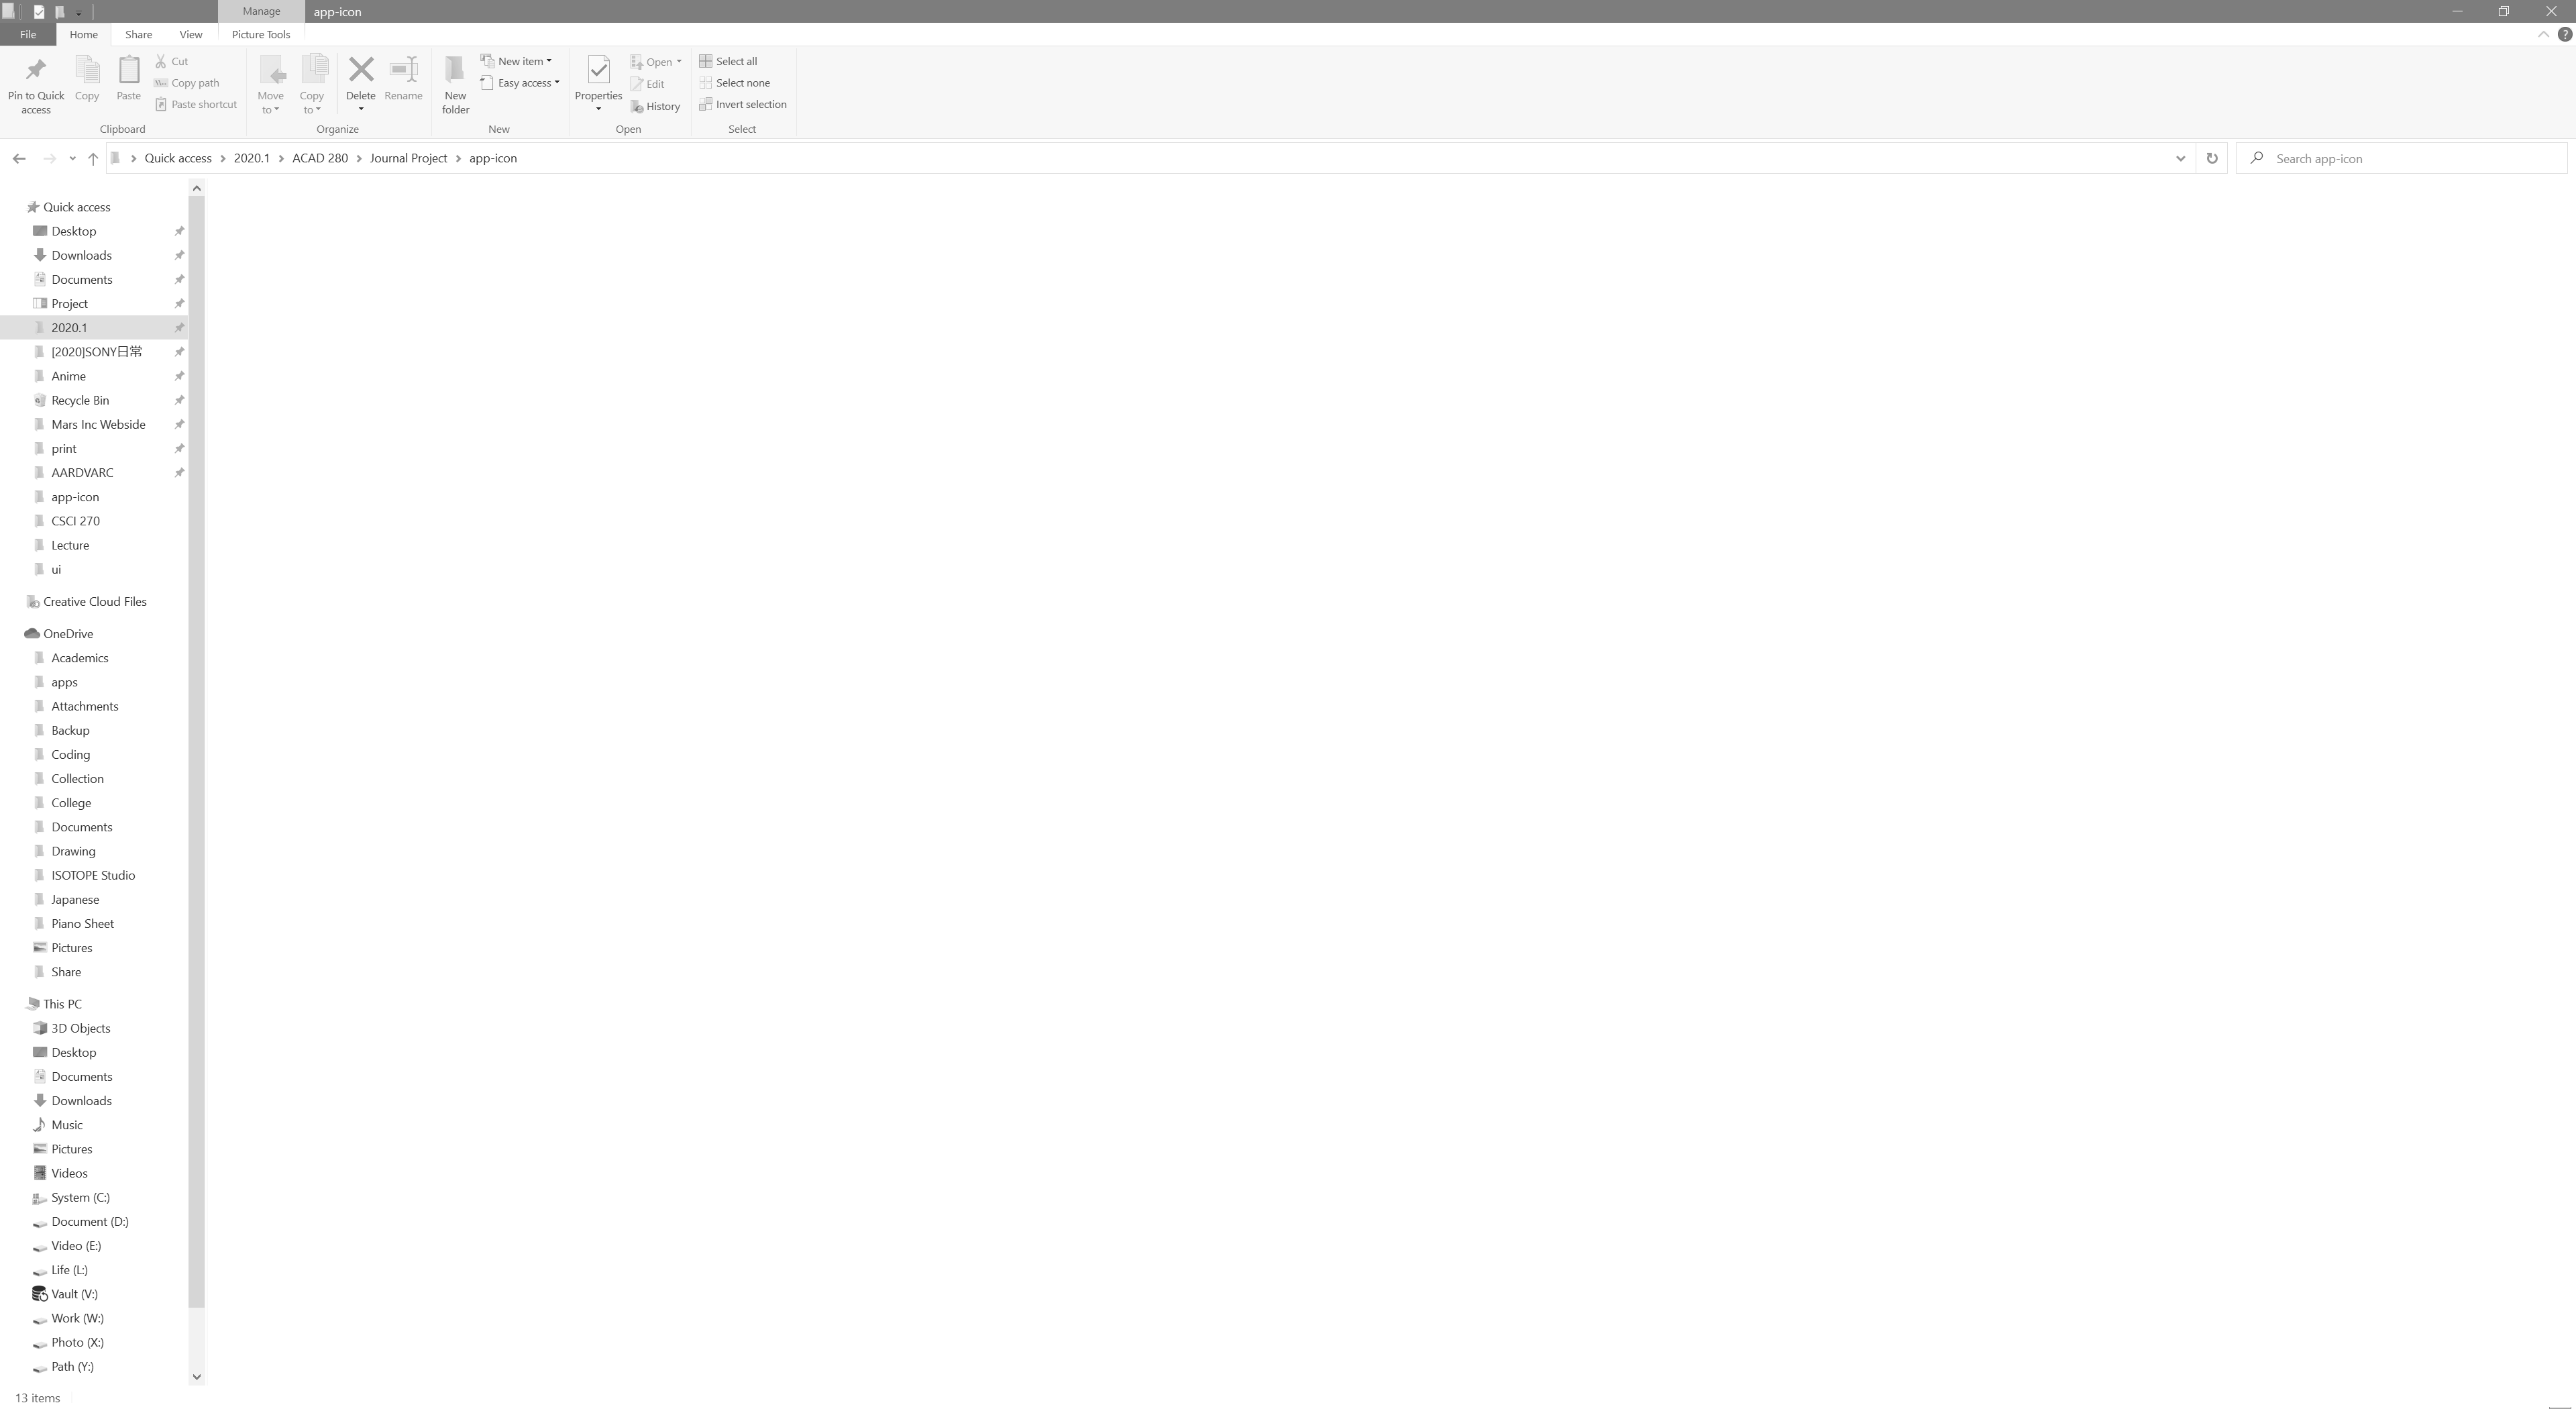 Manage
app-icon
File
Home
Share
View
Picture Tools
Pin to Quick
access
Copy
Paste
Cut
Copy path
Paste shortcut
Clipboard
Move
to
Copy
to
Delete
Rename
Organize
New
folder
New item
Easy access
New
Properties
Open
Edit
History
Open
Select all
Select none
Invert selection
Select
Quick access
2020.1
ACAD 280
Journal Project
app-icon
Search app-icon
Quick access
Desktop
Downloads
Documents
Project
2020.1
[2020]SONY日常
Anime
Recycle Bin
Mars Inc Webside
print
AARDVARC
app-icon
CSCI 270
Lecture
ui
Creative Cloud Files
OneDrive
Academics
apps
Attachments
Backup
Coding
Collection
College
Documents
Drawing
ISOTOPE Studio
Japanese
Piano Sheet
Pictures
Share
This PC
3D Objects
Desktop
Documents
Downloads
Music
Pictures
Videos
System (C:)
Document (D:)
Video (E:)
Life (L:)
Vault (V:)
Work (W:)
Photo (X:)
Path (Y:)
13 items